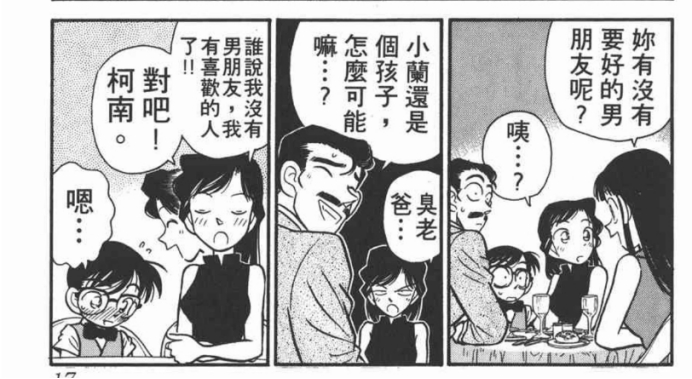 妳有沒有
要好的男
朋友呢?
咦…?
小蘭還是
個孩子，
怎麼可能
嘛…?
臭老
爸…
誰說我沒有
男朋友，我
有喜歡的人
了!!
對吧!
柯南。
嗯…
17